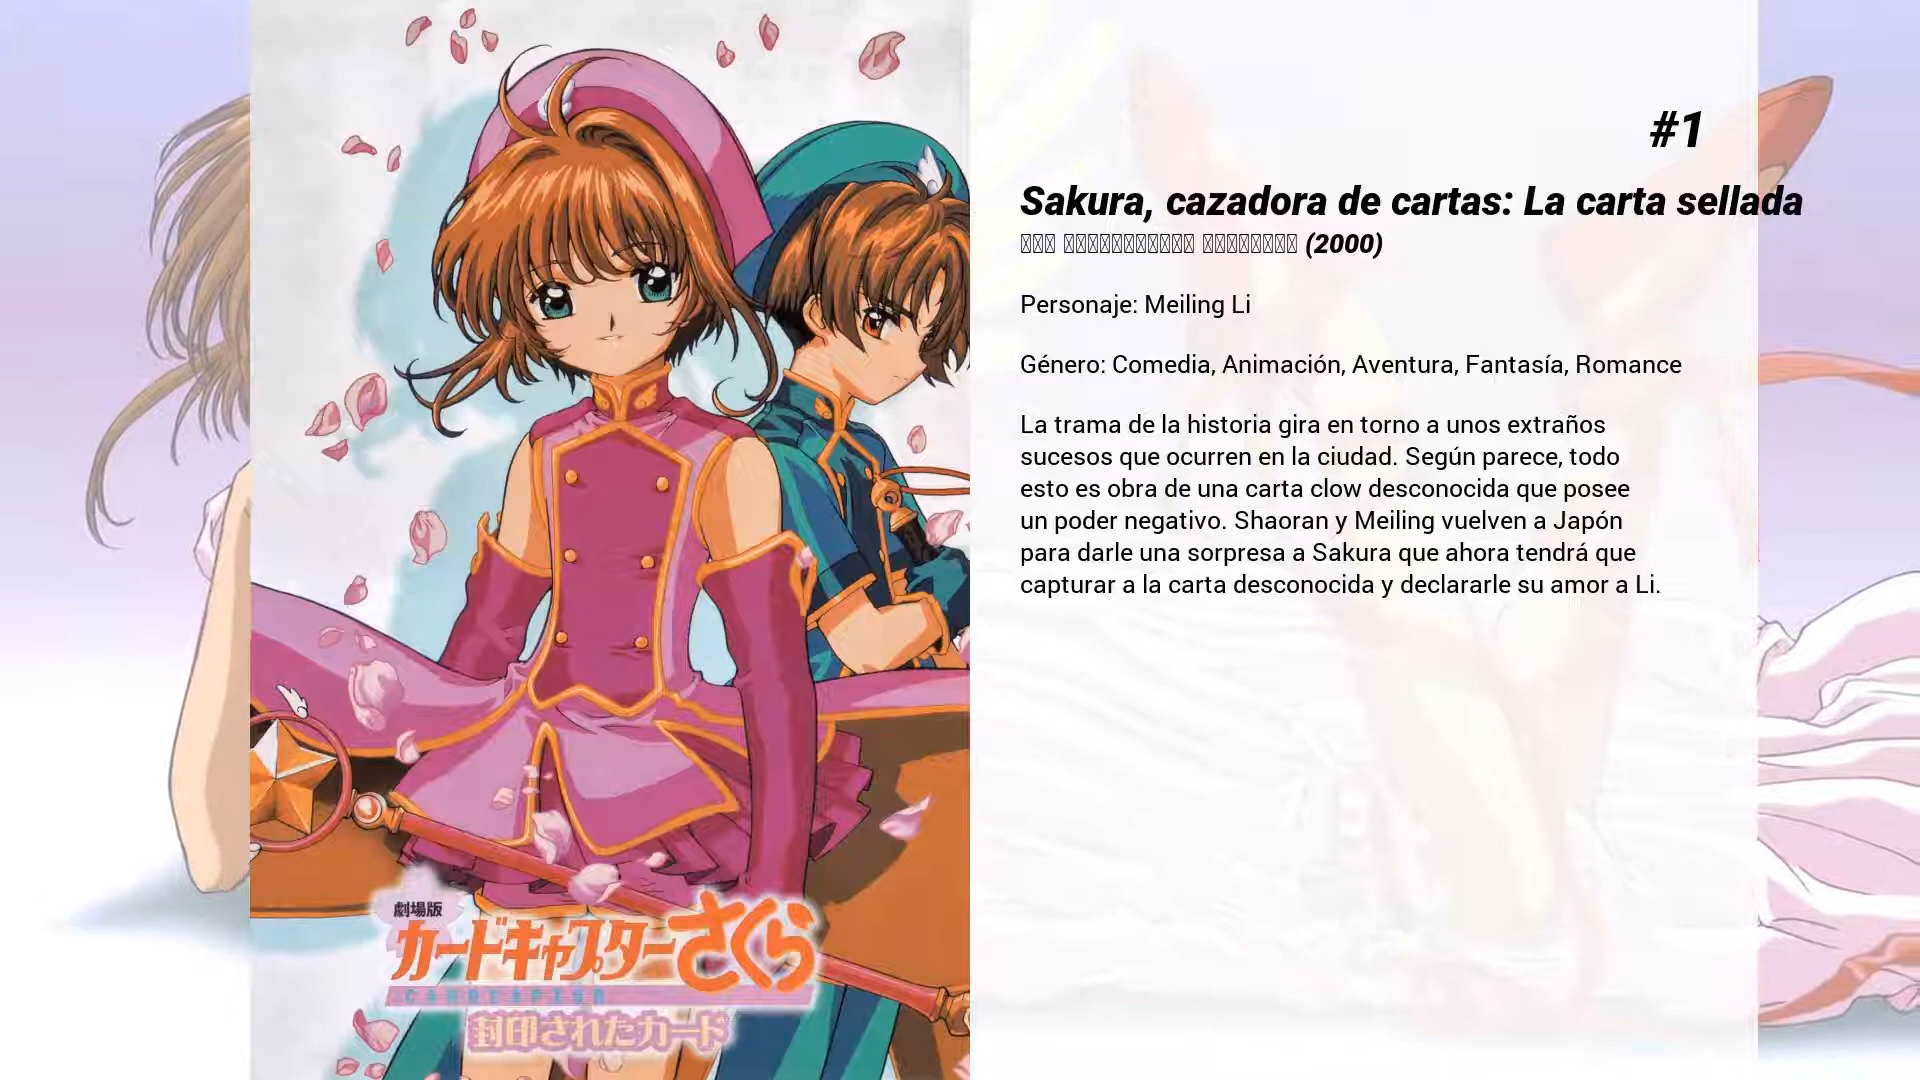 劇場版
カードキャプターさくら
CARDCAPTOR
封印されたカード
#1
Sakura, cazadora de cartas: La carta sellada
(2000)
Personaje: Meiling Li
Género: Comedia, Animación, Aventura, Fantasía, Romance
La trama de la historia gira en torno a unos extraños
sucesos que ocurren en la ciudad. Según parece, todo
esto es obra de una carta clow desconocida que posee
un poder negativo. Shaoran y Meiling vuelven a Japón
para darle una sorpresa a Sakura que ahora tendrá que
capturar a la carta desconocida y declararle su amor a Li.